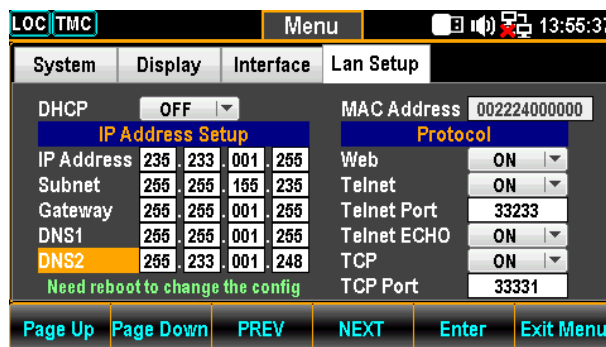 LOC TMC Menu 13:55:37
System Display Interface Lan Setup
DHCP OFF MAC Address 002224000000
IP Address Setup Protocol
IP Address 235 . 233 . 001 . 255 Web ON
Subnet 255 . 255 . 155 . 235 Telnet ON
Gateway 255 . 255 . 001 . 255 Telnet Port 33233
DNS1 255 . 255 . 001 . 255 Telnet ECHO ON
DNS2 255 . 233 . 001 . 248 TCP ON
Need reboot to change the config TCP Port 33331
Page Up Page Down PREV NEXT Enter Exit Menu